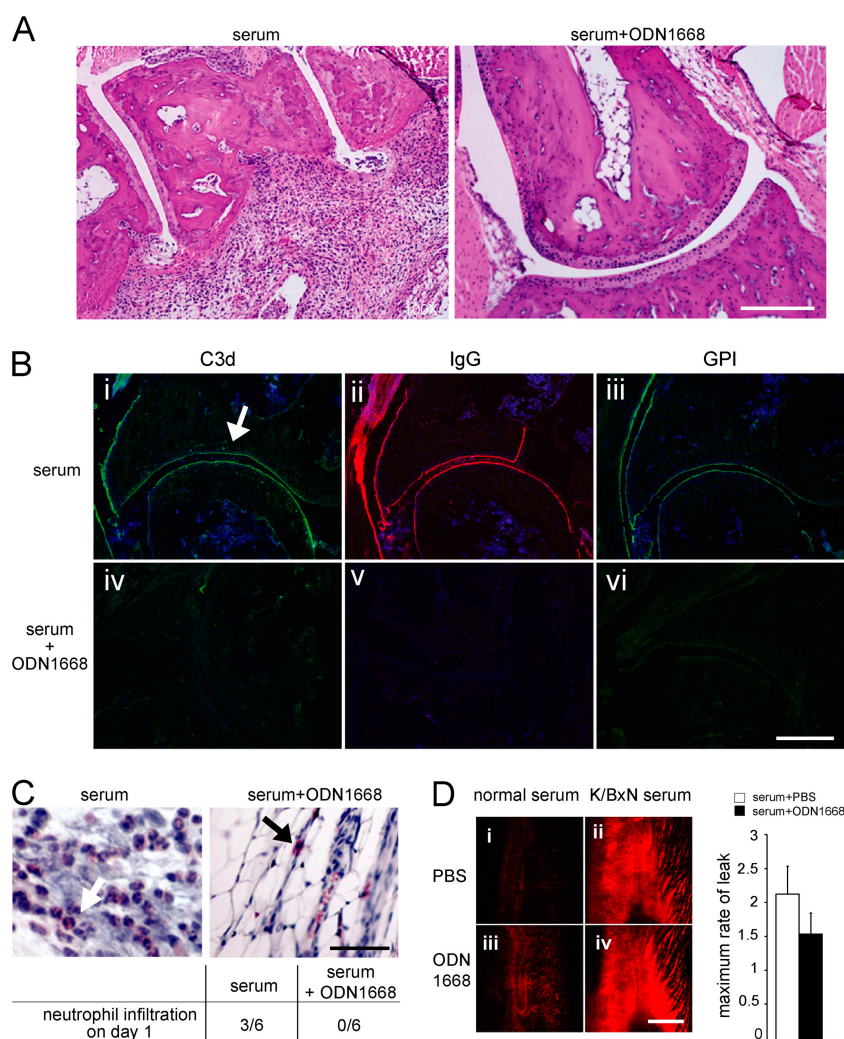 A
serum
serum+ODN1668
100X
B
C3d
IgG
GPI
serum
i
ii
iii
serum
+
ODN1668
iv
v
vi
C
serum
serum+ODN1668
serum
serum
+ ODN1668
neutrophil infiltration
on day 1
3/6
0/6
D
normal serum
K/BxN serum
PBS
i
ii
ODN
1668
iii
iv
serum+PBS
serum+ODN1668
maximum rate of leak
3
2.5
2
1.5
1
0.5
0